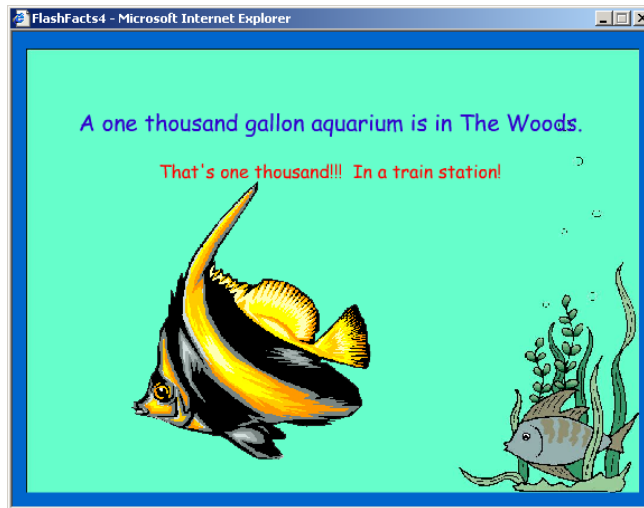 FlashFacts4 - Microsoft Internet Explorer
A one thousand gallon aquarium is in The Woods.
That's one thousand!!! In a train station!